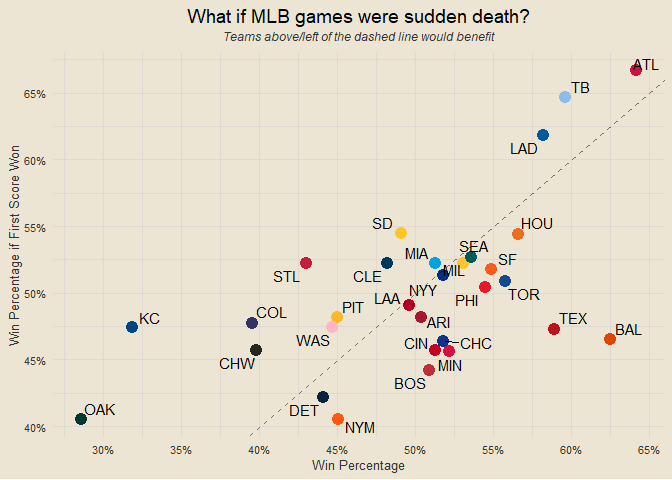 What if MLB games were sudden death?
Teams above/left of the dashed line would benefit
Win Percentage if First Score Won
65%
60%
55%
50%
45%
40%
ATL
TB
LAD
SD
HOU
MIA
SEA
STL
CLE
MIL
SF
LAA
NYY
PHI
TOR
KC
COL
PIT
WAS
ARI
TEX
BAL
CHW
CIN
CHC
MIN
BOS
OAK
DET
NYM
30%
35%
40%
45%
50%
55%
60%
65%
Win Percentage